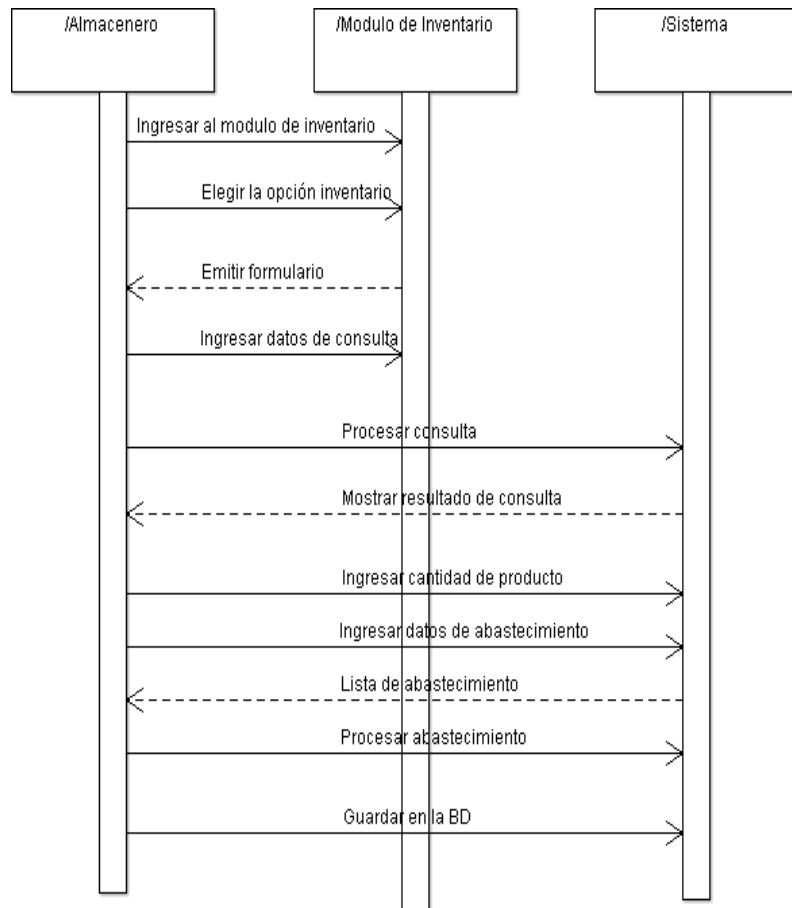 /Almacenero
/Modulo de Inventario
/Sistema
Ingresar al modulo de inventario
Elegir la opción inventario
Emitir formulario
Ingresar datos de consulta
Procesar consulta
Mostrar resultado de consulta
Ingresar cantidad de producto
Ingresar datos de abastecimiento
Lista de abastecimiento
Procesar abastecimiento
Guardar en la BD